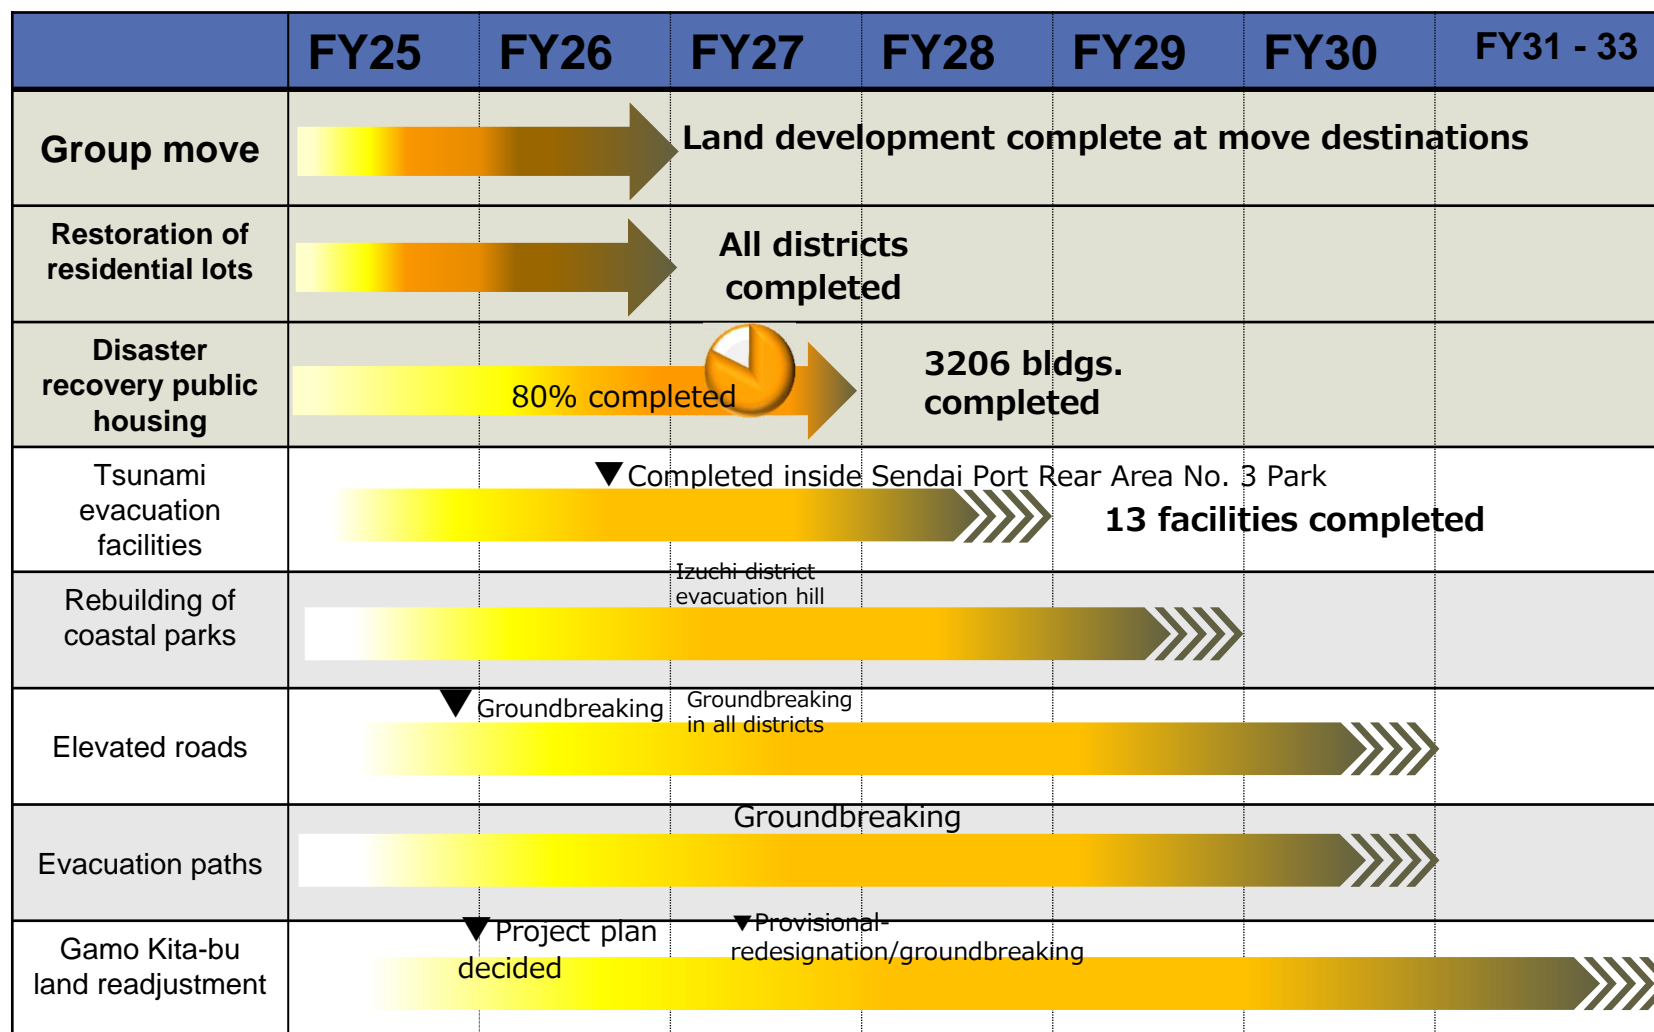 FY25 FY26 FY27 FY28 FY29 FY30 FY31 - 33
Group move
Land development complete at move destinations
Restoration of
residential lots
All districts
completed
Disaster
recovery public
housing
80% completed
3206 bldgs.
completed
Tsunami
evacuation
facilities
▼Completed inside Sendai Port Rear Area No. 3 Park
13 facilities completed
Rebuilding of
coastal parks
Izuchi district
evacuation hill
Elevated roads
▼Groundbreaking
Groundbreaking
in all districts
Evacuation paths
Groundbreaking
Gamo Kita-bu
land readjustment
▼Project plan
decided
▼Provisional-
redesignation/groundbreaking